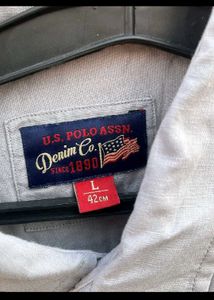 U.S. POLO ASSN.
Denim Co.
SINCE 1890
L
42CM